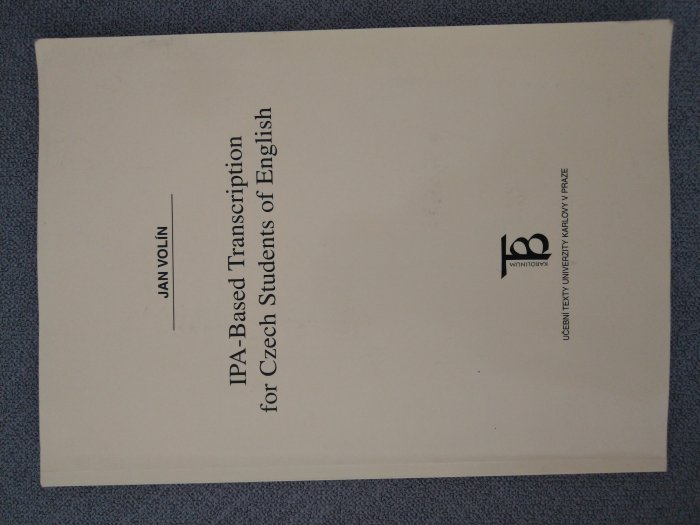 JAN VOLÍN
IPA-Based Transcription
for Czech Students of English
KAROLINUM
UČEBNÍ TEXTY UNIVERZITY KARLOVY V PRAZE